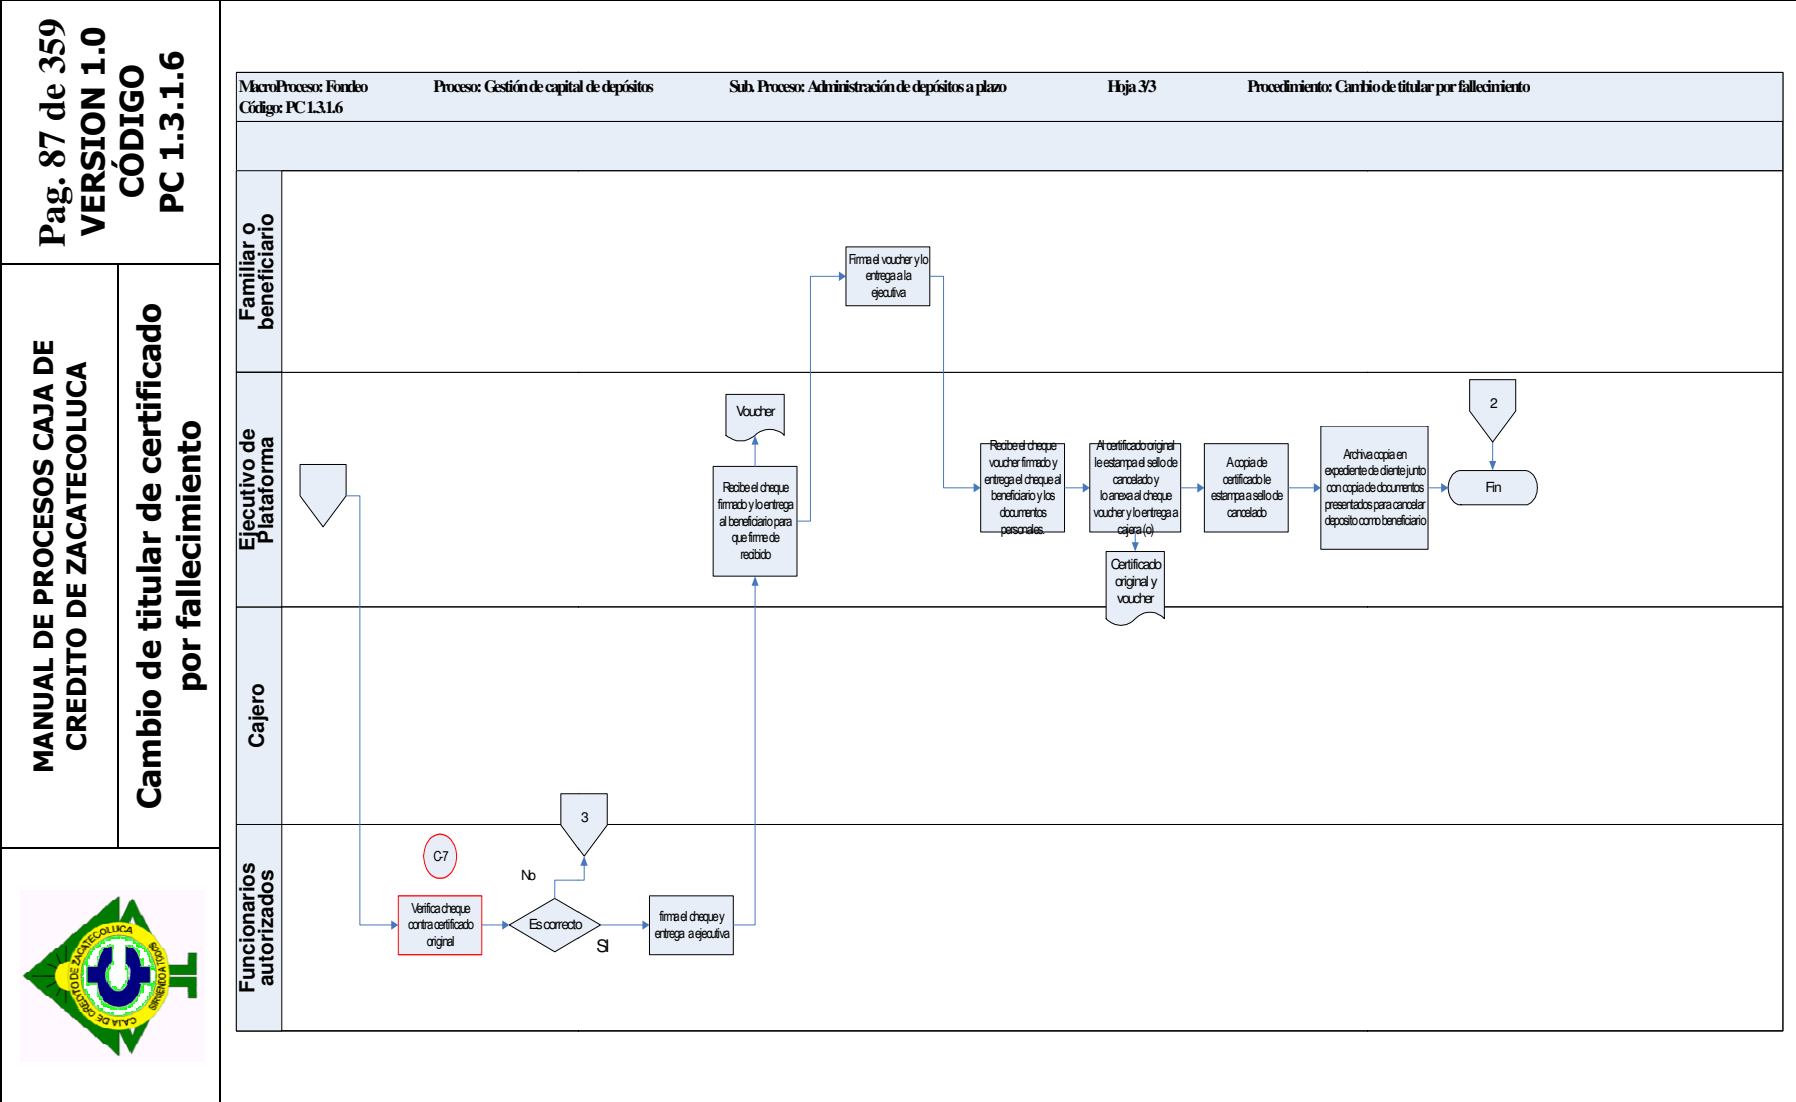 Pag. 87 de 359
VERSION 1.0
CÓDIGO
PC 1.3.1.6
MANUAL DE PROCESOS CAJA DE
CREDITO DE ZACATECOLUCA
Cambio de titular de certificado
por fallecimiento
CAJA DE CREDITO DE ZACATECOLUCA
MacroProceso: Fondeo
Proceso: Gestión de capital de depósitos
Sub. Proceso: Administración de depósitos a plazo
Hoja 3/3
Procedimiento: Cambio de titular por fallecimiento
Código: PC 1.3.1.6
Familiar o
beneficiario
Firma el voucher y lo
entrega a la
ejecutiva
Ejecutivo de
Plataforma
Voucher
Recibe el cheque
firmado y lo entrega
al beneficiario para
que firme de
recibido
Recibe el cheque
voucher firmado y
entrega el cheque al
beneficiario y los
documentos
personales.
Al certificado original
le estampa el sello de
cancelado y
lo anexa al cheque
voucher y lo entrega a
cajera (o)
Certificado
original y
voucher
A copia de
certificado le
estampa a sello de
cancelado
Archiva copia en
expediente de cliente junto
con copia de documentos
presentados para cancelar
deposito como beneficiario
2
Fin
Cajero
3
Funcionarios
autorizados
C-7
Verifica cheque
contra certificado
original
No
Es correcto
SI
firma el cheque y
entrega a ejecutiva